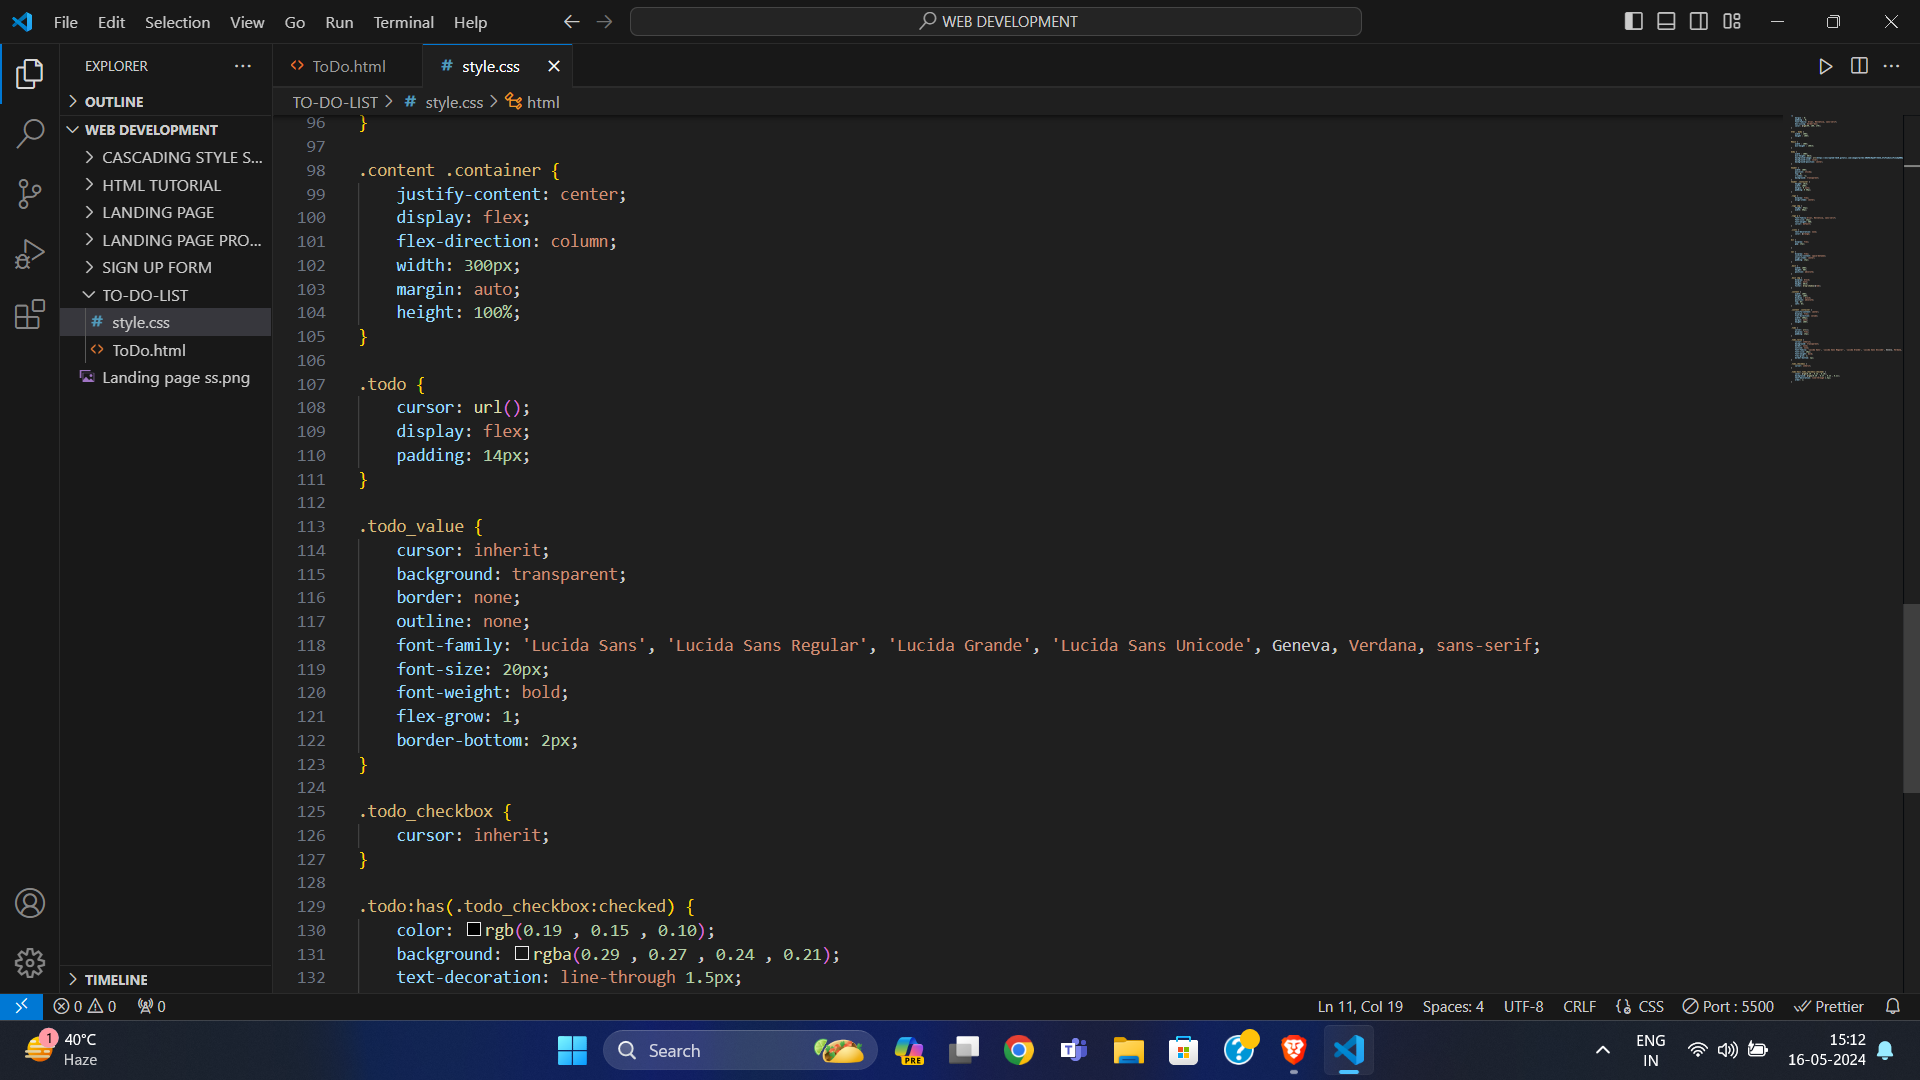 File Edit Selection View Go Run Terminal Help
WEB DEVELOPMENT
EXPLORER
OUTLINE
WEB DEVELOPMENT
CASCADING STYLE S...
HTML TUTORIAL
LANDING PAGE
LANDING PAGE PRO...
SIGN UP FORM
TO-DO-LIST
# style.css
<> ToDo.html
Landing page ss.png
TIMELINE
<> ToDo.html
# style.css
TO-DO-LIST > # style.css > html
96 }
97
98 .content .container {
99 justify-content: center;
100 display: flex;
101 flex-direction: column;
102 width: 300px;
103 margin: auto;
104 height: 100%;
105 }
106
107 .todo {
108 cursor: url();
109 display: flex;
110 padding: 14px;
111 }
112
113 .todo_value {
114 cursor: inherit;
115 background: transparent;
116 border: none;
117 outline: none;
118 font-family: 'Lucida Sans', 'Lucida Sans Regular', 'Lucida Grande', 'Lucida Sans Unicode', Geneva, Verdana, sans-serif;
119 font-size: 20px;
120 font-weight: bold;
121 flex-grow: 1;
122 border-bottom: 2px;
123 }
124
125 .todo_checkbox {
126 cursor: inherit;
127 }
128
129 .todo:has(.todo_checkbox:checked) {
130 color: rgb(0.19 , 0.15 , 0.10);
131 background: rgba(0.29 , 0.27 , 0.24 , 0.21);
132 text-decoration: line-through 1.5px;
0 0 0
Ln 11, Col 19 Spaces: 4 UTF-8 CRLF CSS Port : 5500 Prettier
1
40°C
Haze
Search
PRE
ENG
IN
15:12
16-05-2024